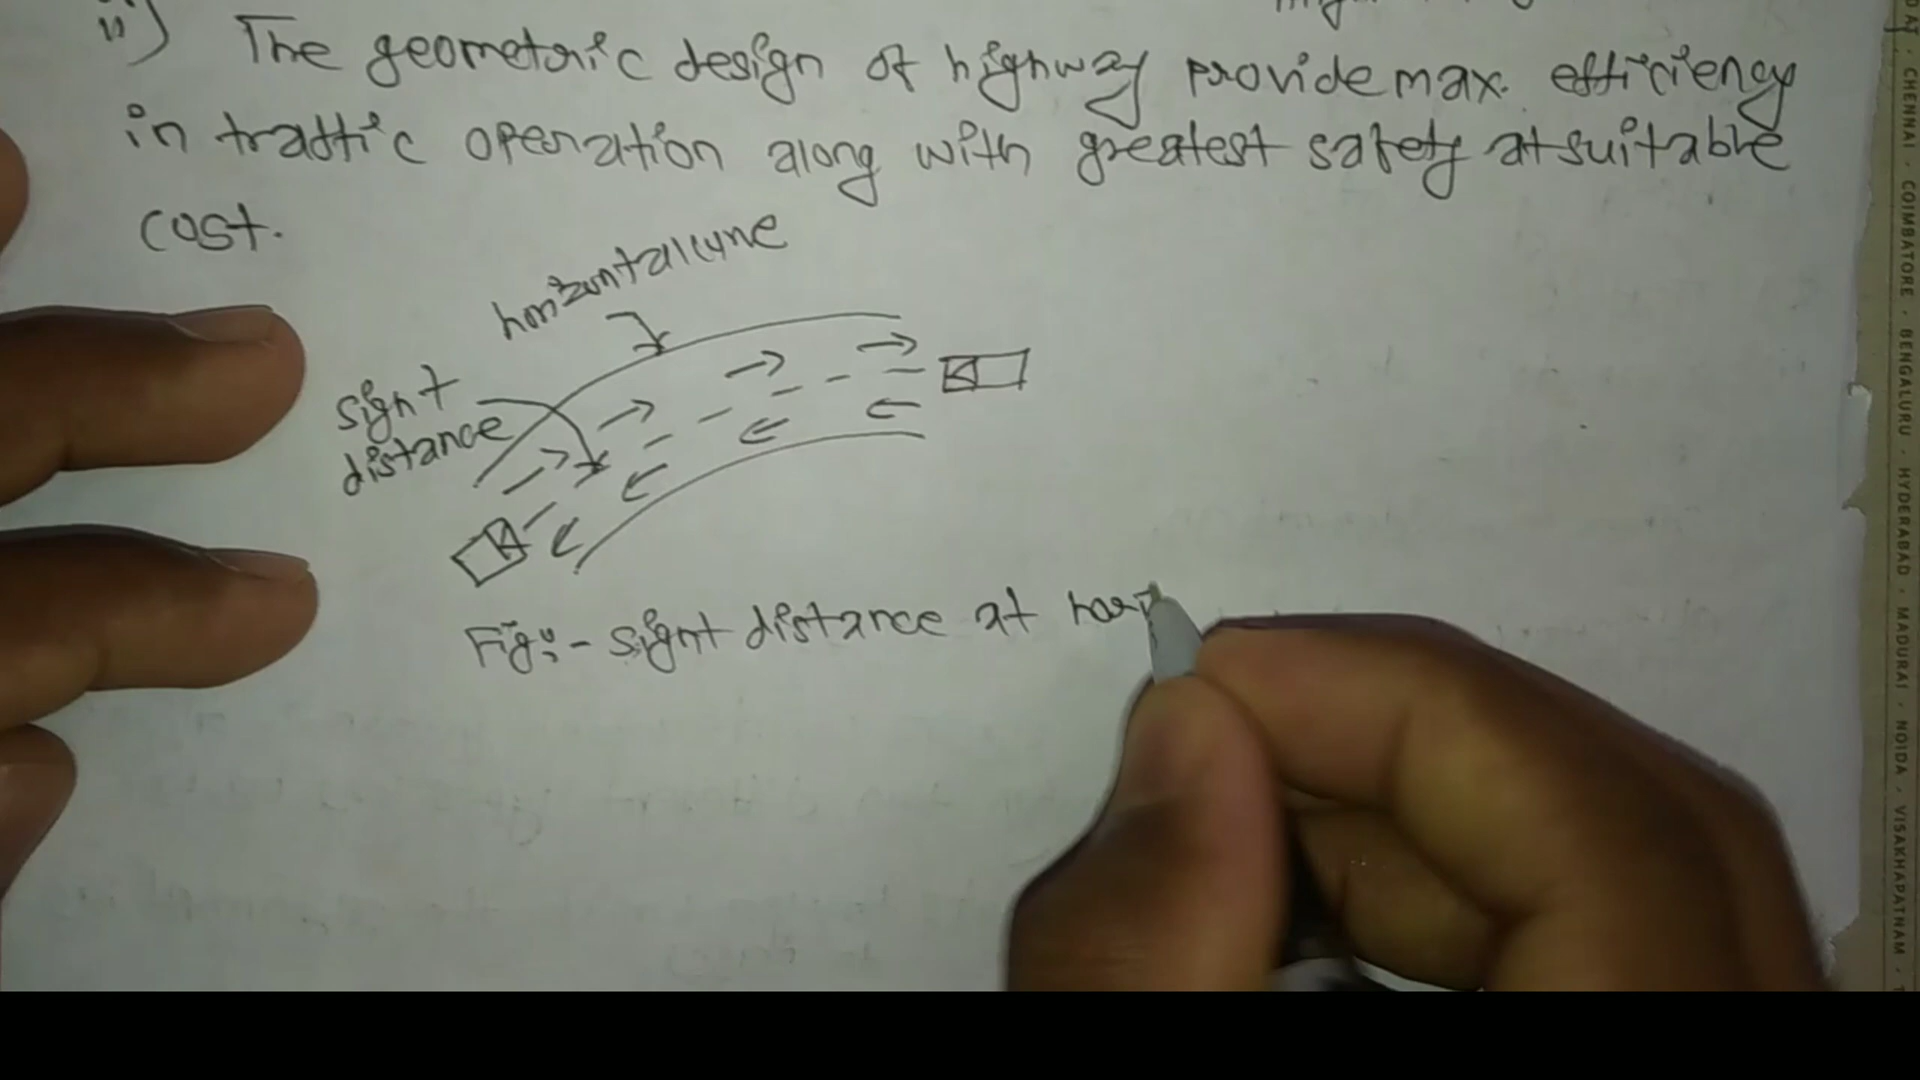 ii) The geometric design of highway provide max. efficiency
in traffic operation along with greatest safety at suitable
cost.
horizontal curve
sight
distance
Fig:- sight distance at hori
CHENNAI · COIMBATORE · BENGALURU · HYDERABAD · MADURAI · NOIDA · VISAKHAPATNAM ·